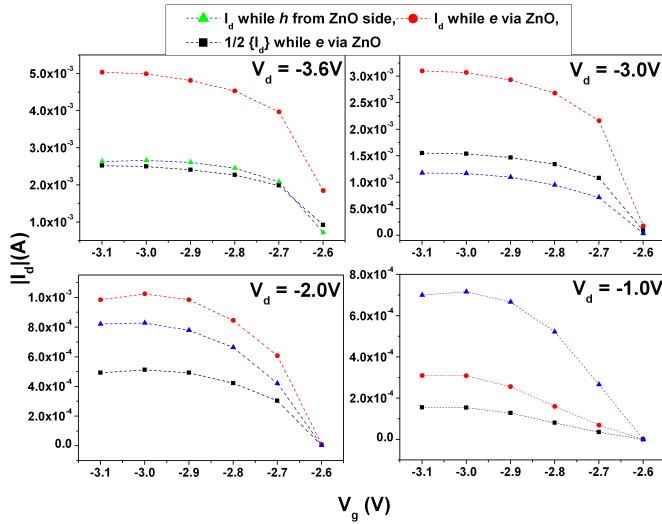 I_d while h from ZnO side, I_d while e via ZnO,
1/2 {I_d} while e via ZnO
|I_d|(A)
V_d = -3.6V
5.0x10^-3
4.0x10^-3
3.0x10^-3
2.0x10^-3
1.0x10^-3
-3.1 -3.0 -2.9 -2.8 -2.7 -2.6
V_d = -3.0V
3.0x10^-3
2.5x10^-3
2.0x10^-3
1.5x10^-3
1.0x10^-3
5.0x10^-4
0.0
-3.1 -3.0 -2.9 -2.8 -2.7 -2.6
V_d = -2.0V
1.0x10^-3
8.0x10^-4
6.0x10^-4
4.0x10^-4
2.0x10^-4
0.0
-3.1 -3.0 -2.9 -2.8 -2.7 -2.6
V_d = -1.0V
8.0x10^-4
6.0x10^-4
4.0x10^-4
2.0x10^-4
0.0
-3.1 -3.0 -2.9 -2.8 -2.7 -2.6
V_g (V)